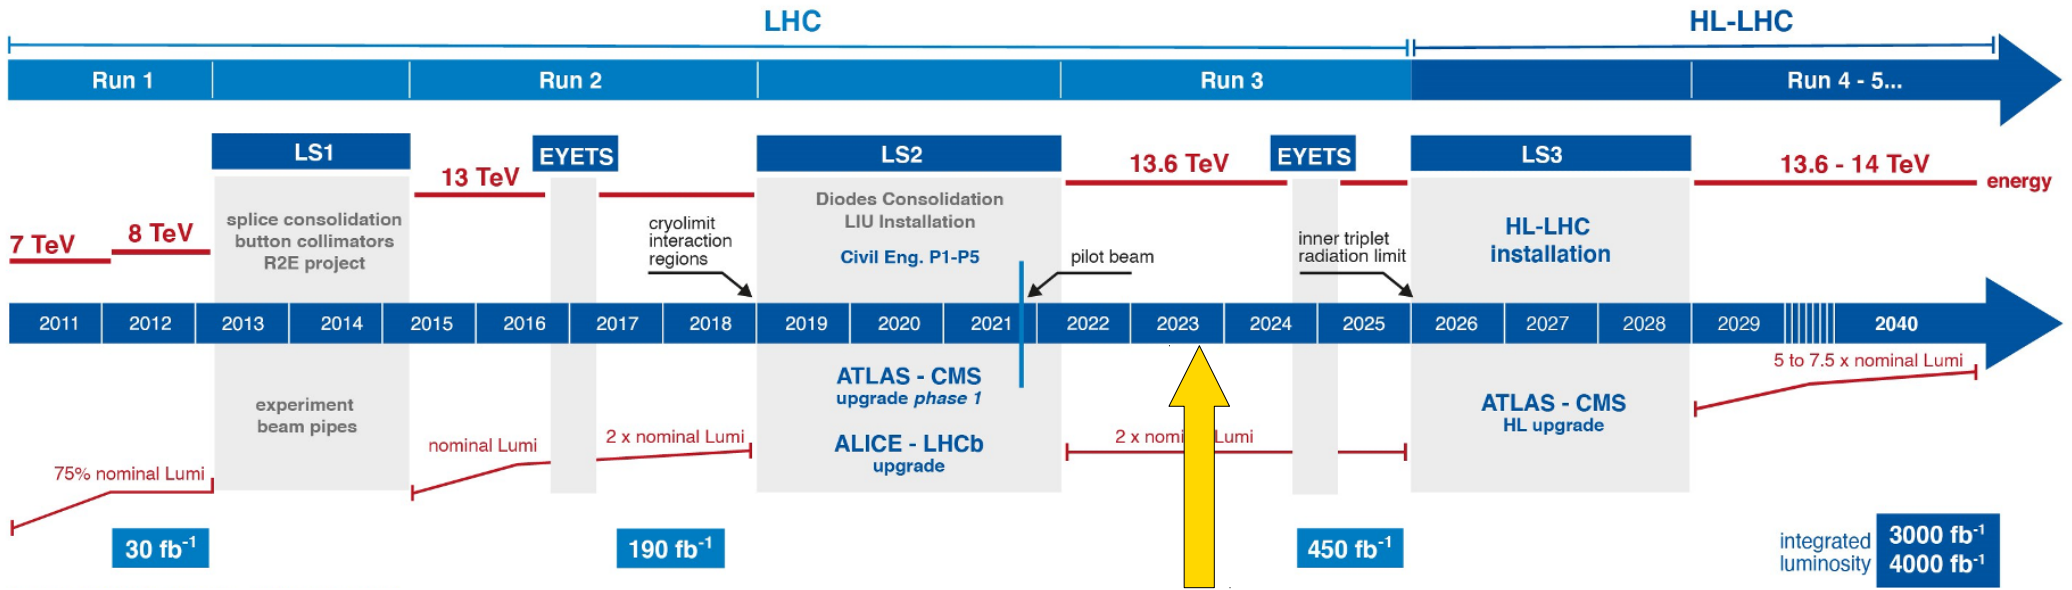 LHC
HL-LHC
Run 1
Run 2
Run 3
Run 4 - 5...
LS1
EYETS
LS2
EYETS
LS3
13 TeV
13.6 TeV
13.6 - 14 TeV
energy
7 TeV
8 TeV
splice consolidation
button collimators
R2E project
cryolimit
interaction
regions
Diodes Consolidation
LIU Installation
Civil Eng. P1-P5
pilot beam
inner triplet
radiation limit
HL-LHC
installation
2011
2012
2013
2014
2015
2016
2017
2018
2019
2020
2021
2022
2023
2024
2025
2026
2027
2028
2029
2040
5 to 7.5 x nominal Lumi
experiment
beam pipes
ATLAS - CMS
upgrade phase 1
ALICE - LHCb
upgrade
ATLAS - CMS
HL upgrade
75% nominal Lumi
nominal Lumi
2 x nominal Lumi
2 x nomi Lumi
30 fb⁻¹
190 fb⁻¹
450 fb⁻¹
integrated
luminosity
3000 fb⁻¹
4000 fb⁻¹